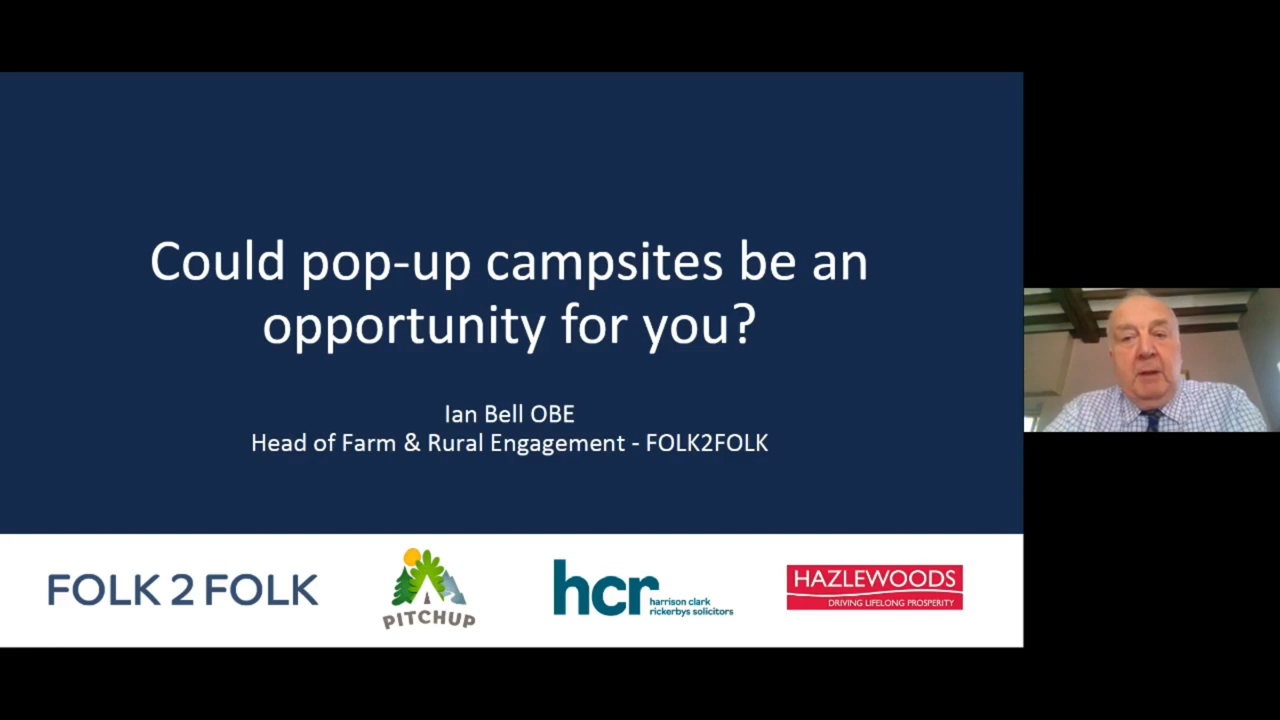 Could pop-up campsites be an
opportunity for you?
Ian Bell OBE
Head of Farm & Rural Engagement - FOLK2FOLK
FOLK 2 FOLK
PITCHUP
hcr
harrison clark
rickerbys solicitors
HAZLEWOODS
DRIVING LIFELONG PROSPERITY